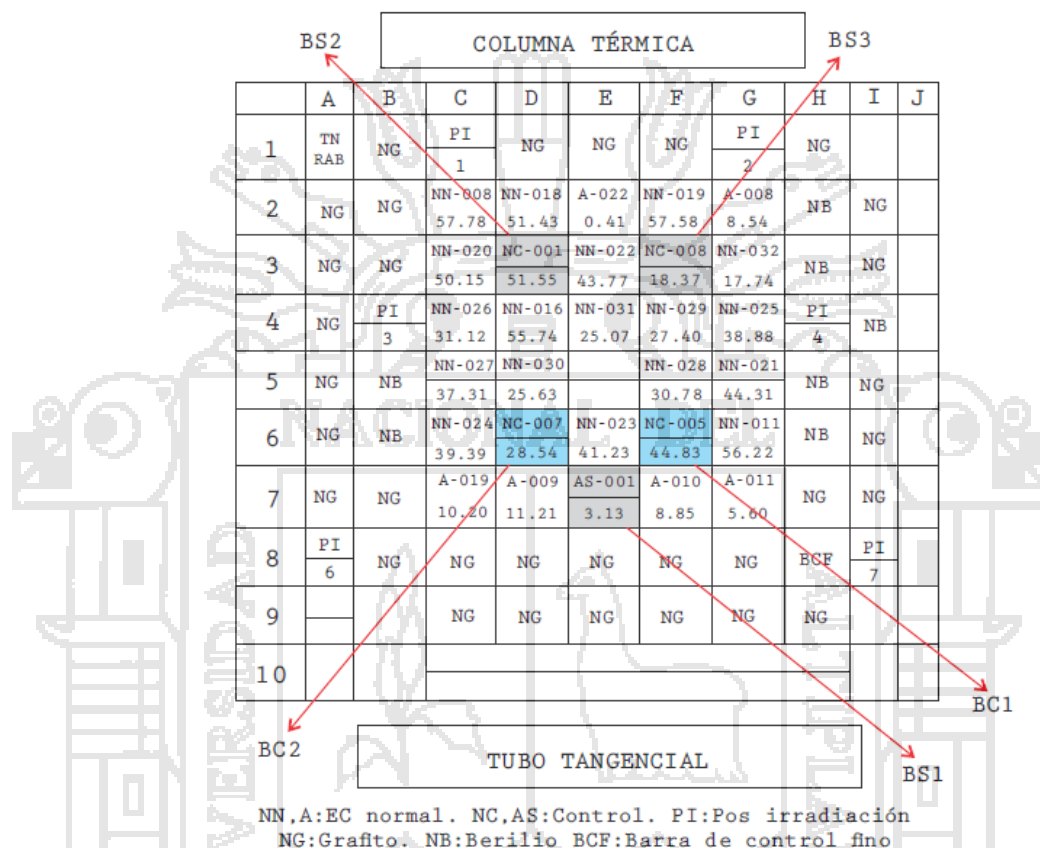 BS2 COLUMNA TÉRMICA BS3
A B C D E F G H I J
1 TN RAB NG PI 1 NG NG NG PI 2 NG
2 NG NG NN-008 57.78 NN-018 51.43 A-022 0.41 NN-019 57.58 A-008 8.54 NB NG
3 NG NG NN-020 50.15 NC-001 51.55 NN-022 43.77 NC-008 18.37 NN-032 17.74 NB NG
4 NG PI 3 NN-026 31.12 NN-016 55.74 NN-031 25.07 NN-029 27.40 NN-025 38.88 PI 4 NB
5 NG NB NN-027 37.31 NN-030 25.63 NN-028 30.78 NN-021 44.31 NB NG
6 NG NB NN-024 39.39 NC-007 28.54 NN-023 41.23 NC-005 44.83 NN-011 56.22 NB NG
7 NG NG A-019 10.20 A-009 11.21 AS-001 3.13 A-010 8.85 A-011 5.60 NG NG
8 PI 6 NG NG NG NG NG NG BCF PI 7
9 NG NG NG NG NG NG
10
BC1
BC2 TUBO TANGENCIAL BS1
NN,A:EC normal. NC,AS:Control. PI:Pos irradiación
NG:Grafito. NB:Berilio BCF:Barra de control fino
NACIONAL DEL
VERSIDAD
ALTIPL